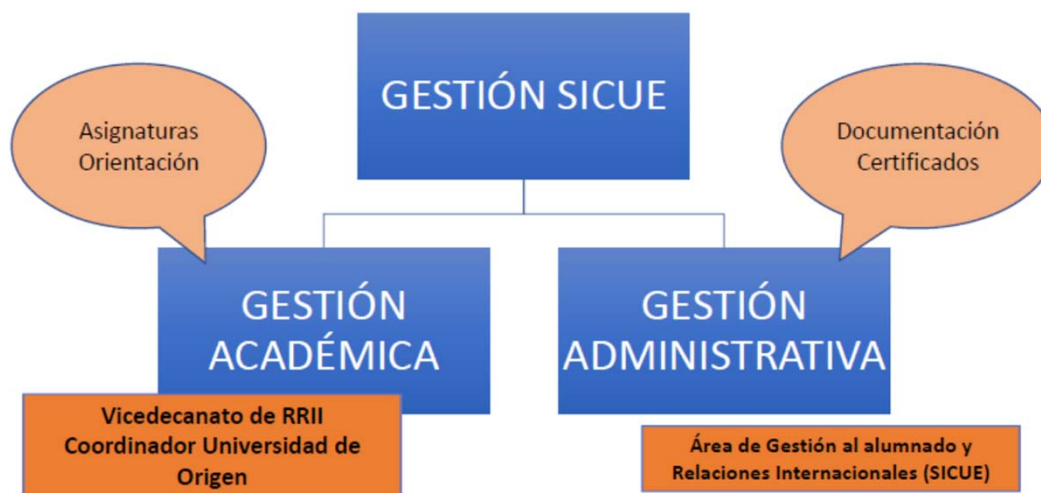 GESTIÓN SICUE
Asignaturas
Orientación
Documentación
Certificados
GESTIÓN
ACADÉMICA
GESTIÓN
ADMINISTRATIVA
Vicedecanato de RRII
Coordinador Universidad de
Origen
Área de Gestión al alumnado y
Relaciones Internacionales (SICUE)